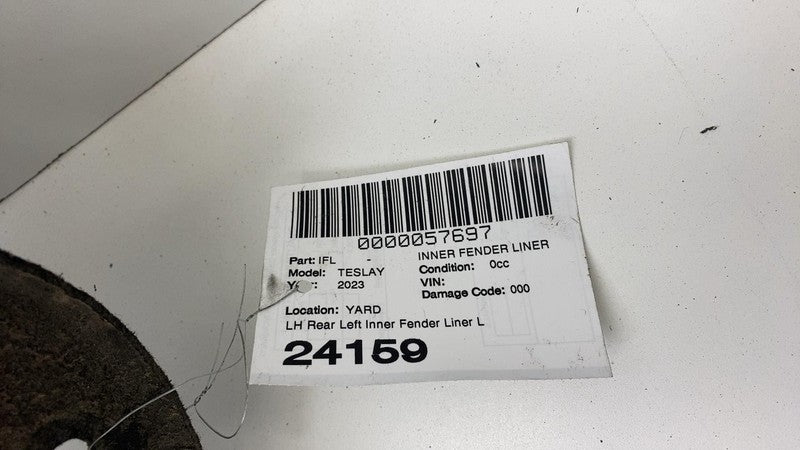 0000057697
Part: IFL - INNER FENDER LINER
Model: TESLAY Condition: 0cc
2023 VIN:
Damage Code: 000
Location: YARD
LH Rear Left Inner Fender Liner L
24159